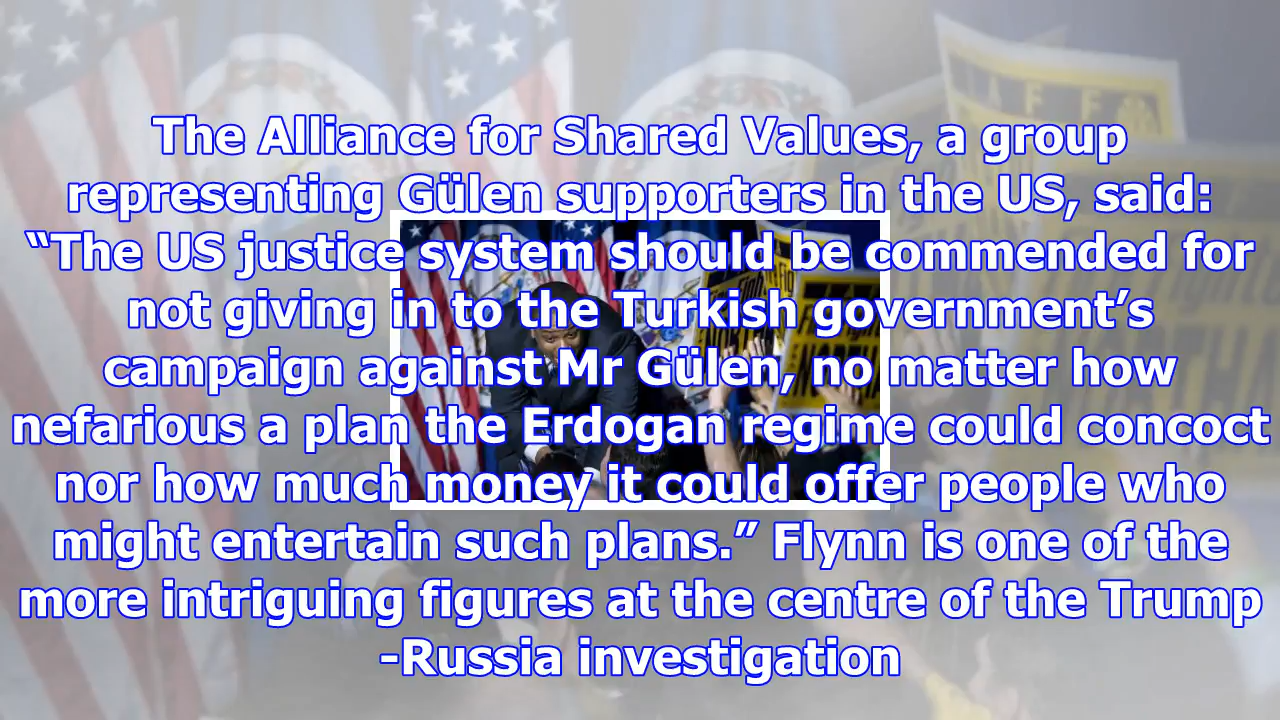 The Alliance for Shared Values, a group
representing Gülen supporters in the US, said:
“The US justice system should be commended for
not giving in to the Turkish government’s
campaign against Mr Gülen, no matter how
nefarious a plan the Erdogan regime could concoct
nor how much money it could offer people who
might entertain such plans.” Flynn is one of the
more intriguing figures at the centre of the Trump
-Russia investigation